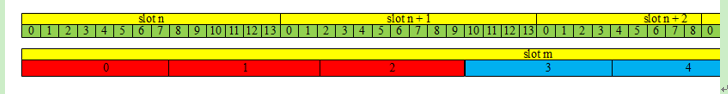 slot n slot n + 1 slot n + 2
0 1 2 3 4 5 6 7 8 9 10 11 12 13 0 1 2 3 4 5 6 7 8 9 10 11 12 13 0 1 2 3 4 5 6 7 8 0
slot m
0 1 2 3 4